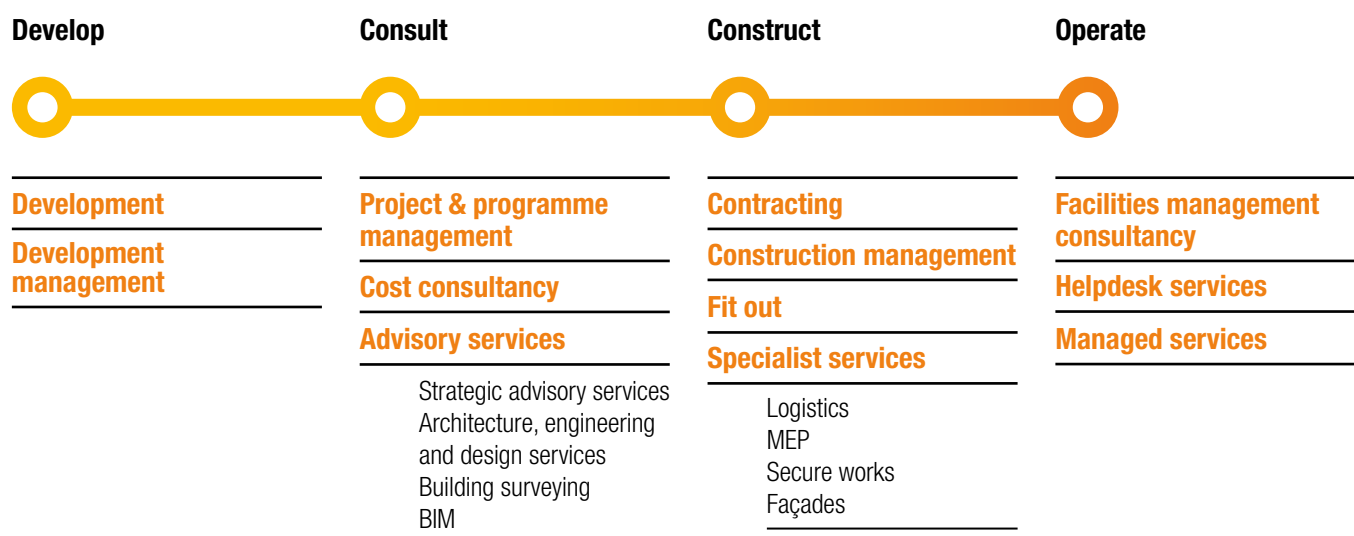 Develop
Development
Development
management
Consult
Project & programme
management
Cost consultancy
Advisory services
Strategic advisory services
Architecture, engineering
and design services
Building surveying
BIM
Construct
Contracting
Construction management
Fit out
Specialist services
Logistics
MEP
Secure works
Façades
Operate
Facilities management
consultancy
Helpdesk services
Managed services